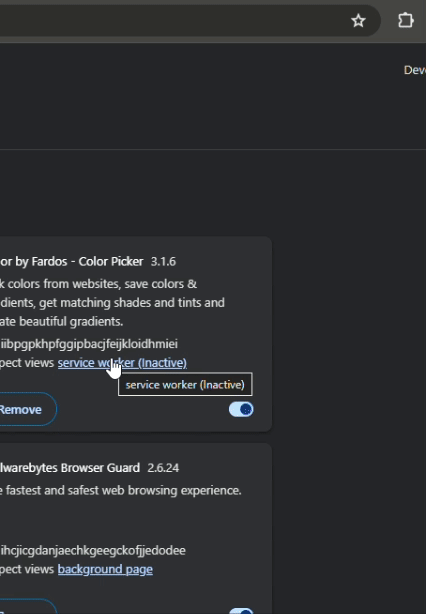 Deve
or by Fardos - Color Picker 3.1.6
k colors from websites, save colors &
dients, get matching shades and tints and
ate beautiful gradients.
iibpgpkhpfggipbacjfeijkloidhmiei
pect views service worker (Inactive)
service worker (Inactive)
Remove
lwarebytes Browser Guard 2.6.24
e fastest and safest web browsing experience.
ihcjicgdanjaechkgeegckofjjedodee
pect views background page